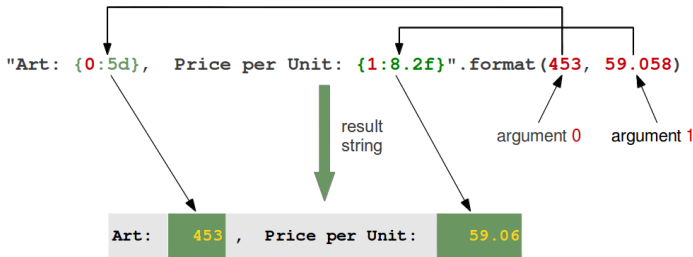 "Art: {0:5d},  Price per Unit: {1:8.2f}".format(453, 59.058)
result
string
argument 0
argument 1
Art:    453 ,  Price per Unit:     59.06